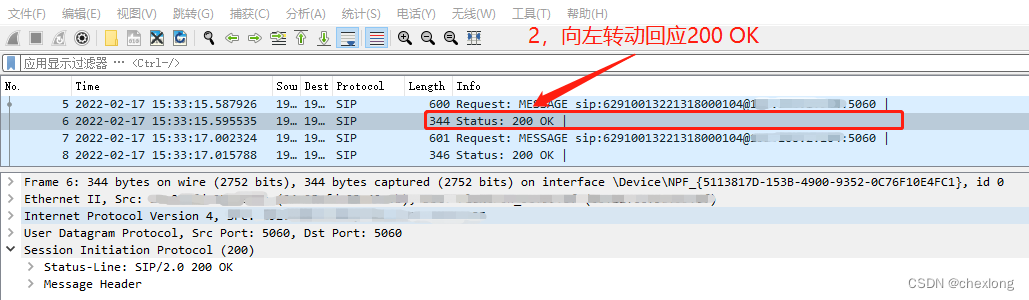 文件(F) 编辑(E) 视图(V) 跳转(G) 捕获(C) 分析(A) 统计(S) 电话(Y) 无线(W) 工具(T) 帮助(H)
2，向左转动回应200 OK
应用显示过滤器 … <Ctrl-/>
No. Time Sou Dest Protocol Length Info
5 2022-02-17 15:33:15.587926 19… 19… SIP 600 Request: MESSAGE sip:62910013221318000104@1 :5060 |
6 2022-02-17 15:33:15.595535 19… 19… SIP 344 Status: 200 OK |
7 2022-02-17 15:33:17.002324 19… 19… SIP 601 Request: MESSAGE sip:62910013221318000104@ :5060 |
8 2022-02-17 15:33:17.015788 19… 19… SIP 346 Status: 200 OK |
Frame 6: 344 bytes on wire (2752 bits), 344 bytes captured (2752 bits) on interface \Device\NPF_{5113817D-153B-4900-9352-0C76F10E4FC1}, id 0
Ethernet II, Src:
Internet Protocol Version 4,
User Datagram Protocol, Src Port: 5060, Dst Port: 5060
Session Initiation Protocol (200)
Status-Line: SIP/2.0 200 OK
Message Header
CSDN @chexlong